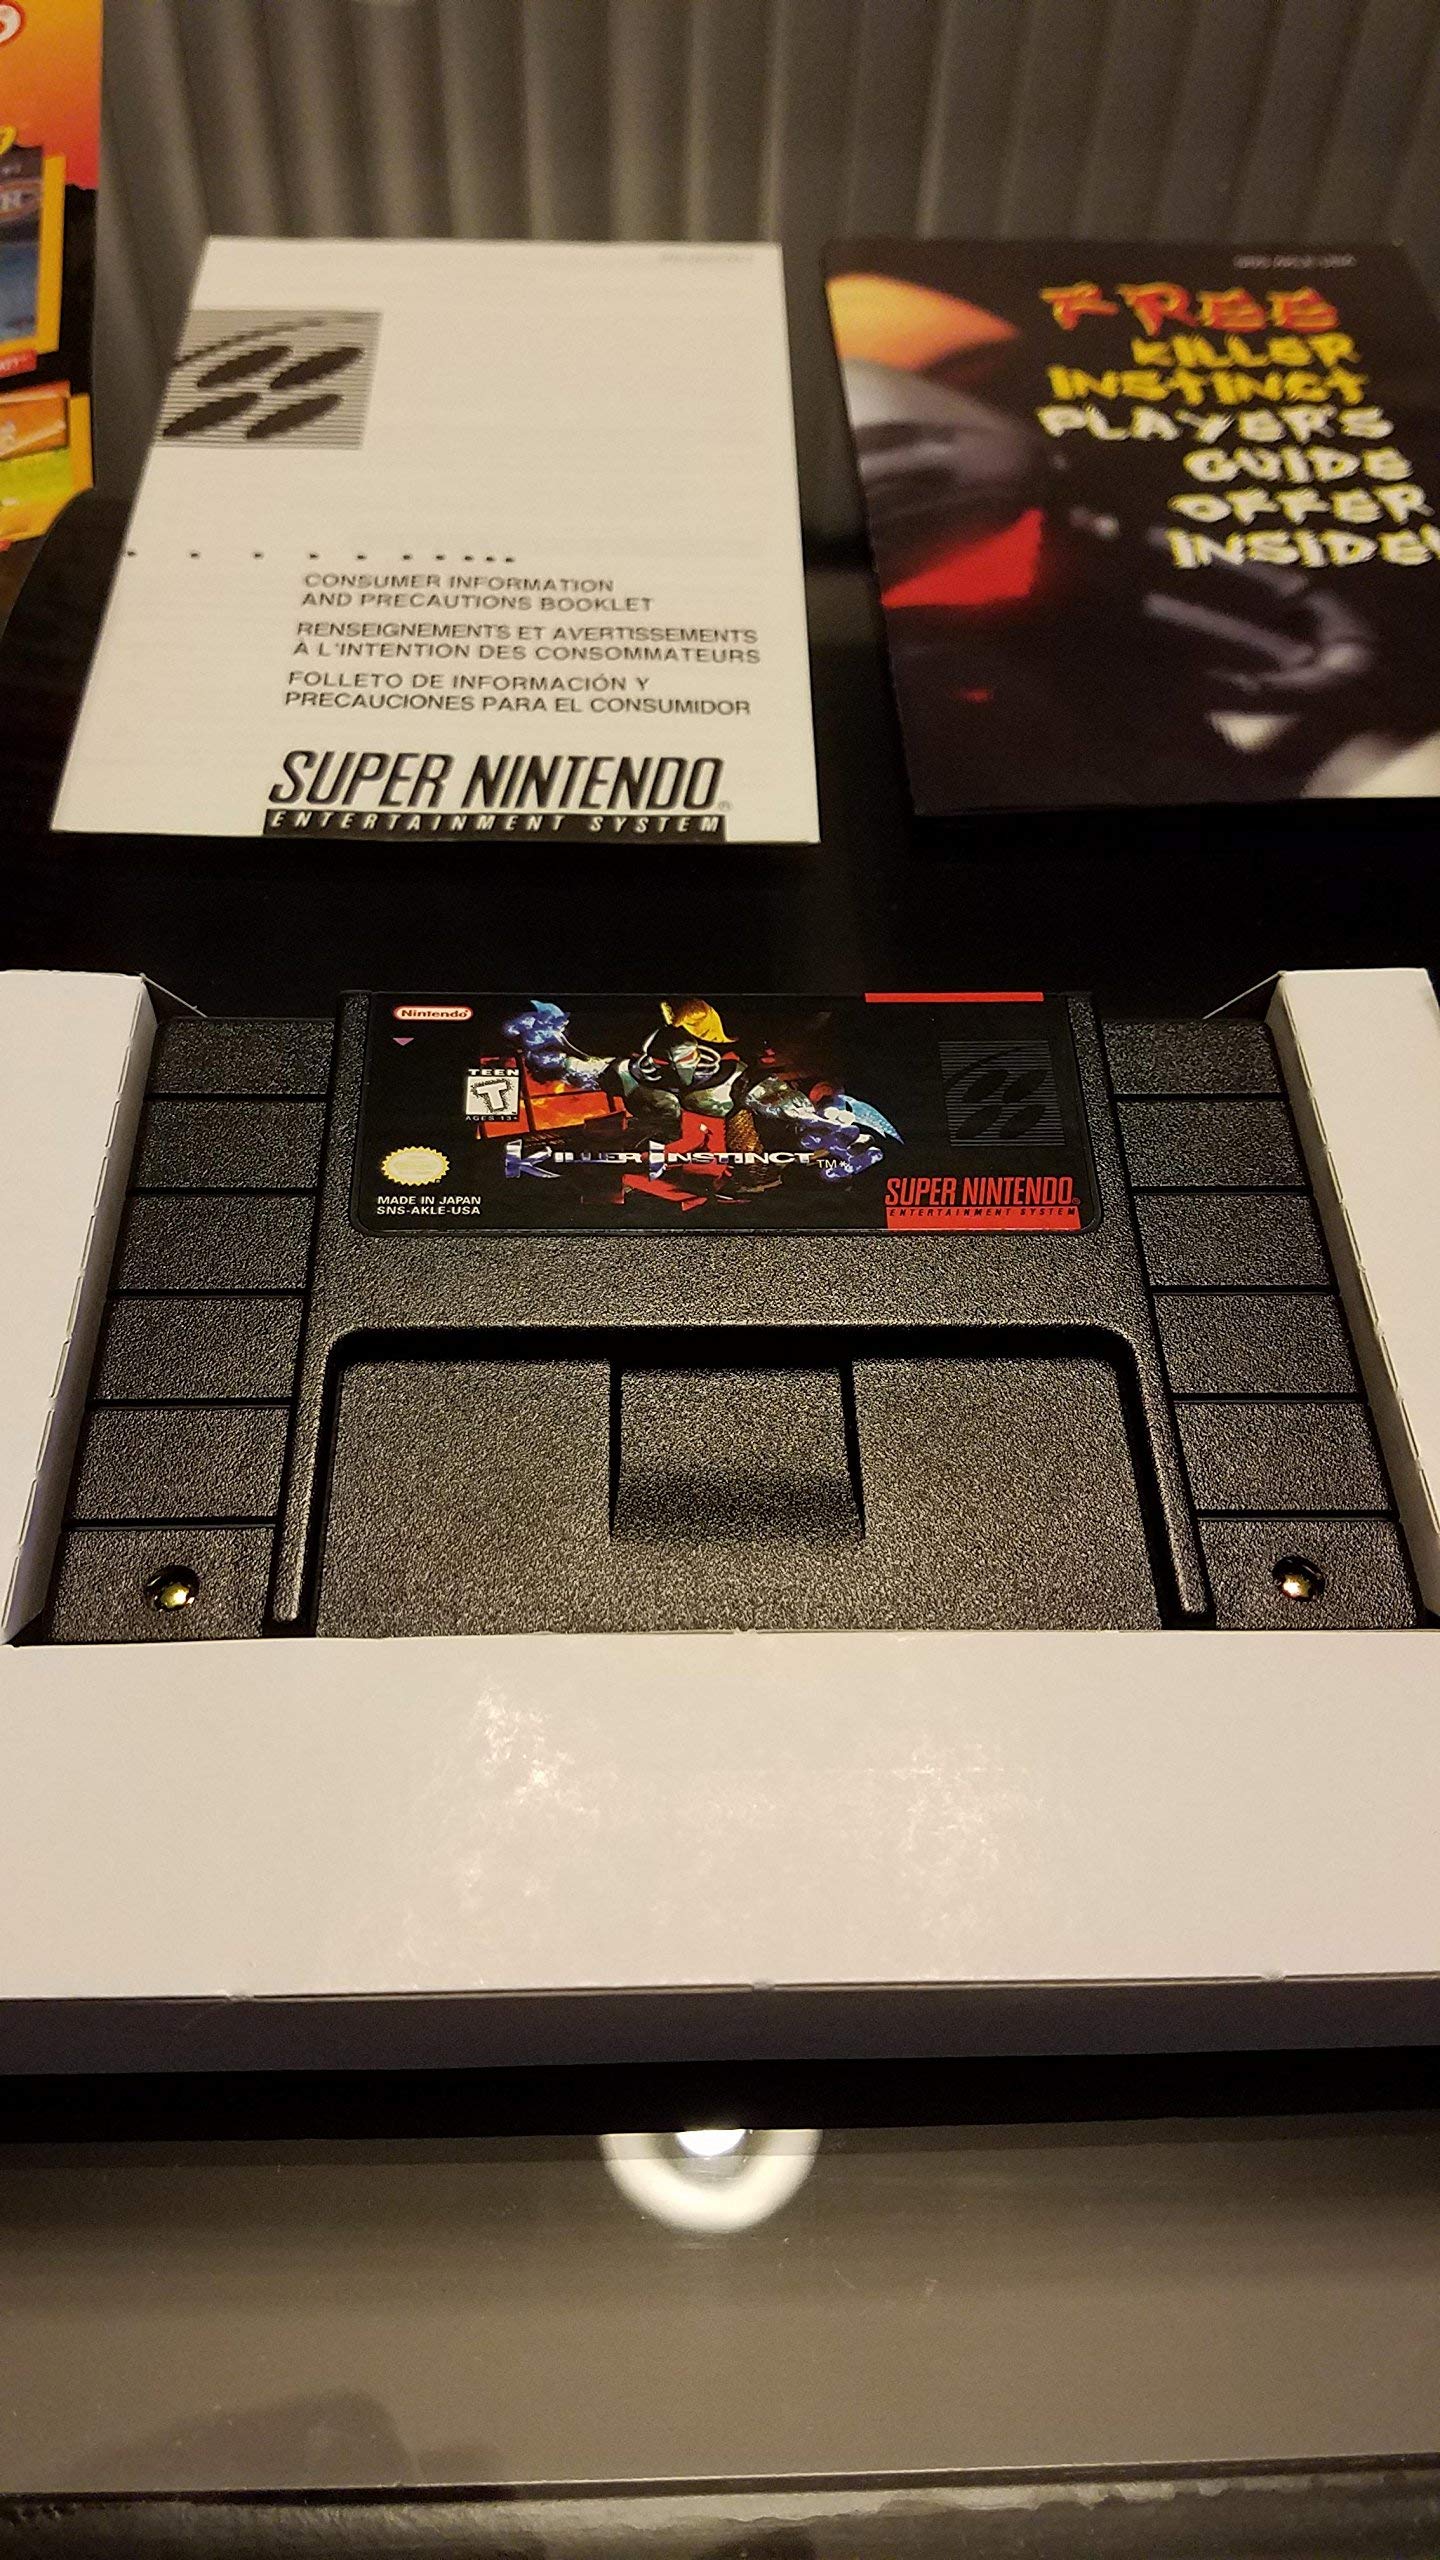 CONSUMER INFORMATION
AND PRECAUTIONS BOOKLET
RENSEIGNEMENTS ET AVERTISSEMENTS
À L'INTENTION DES CONSOMMATEURS
FOLLETO DE INFORMACIÓN Y
PRECAUCIONES PARA EL CONSUMIDOR
SUPER NINTENDO®
ENTERTAINMENT SYSTEM
FREE
KILLER
INSTINCT
PLAYER'S
GUIDE
OFFER
INSIDE!
Nintendo®
TEEN
T
AGES 13+
KILLER INSTINCT™*
MADE IN JAPAN
SNS-AKLE-USA
SUPER NINTENDO®
ENTERTAINMENT SYSTEM